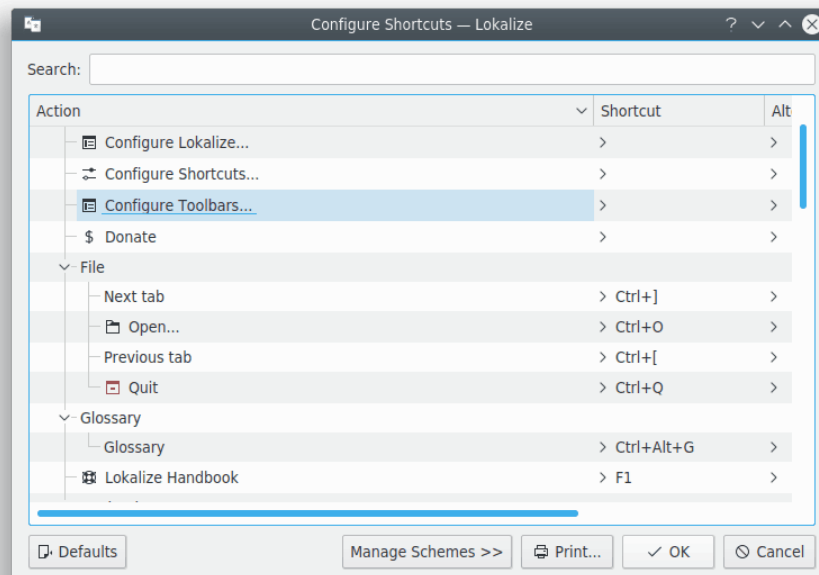 Configure Shortcuts — Lokalize
Search:
Action Shortcut Alt
Configure Lokalize...
Configure Shortcuts...
Configure Toolbars...
$ Donate
File
Next tab Ctrl+]
Open... Ctrl+O
Previous tab Ctrl+[
Quit Ctrl+Q
Glossary
Glossary Ctrl+Alt+G
Lokalize Handbook F1
Defaults Manage Schemes >> Print... OK Cancel